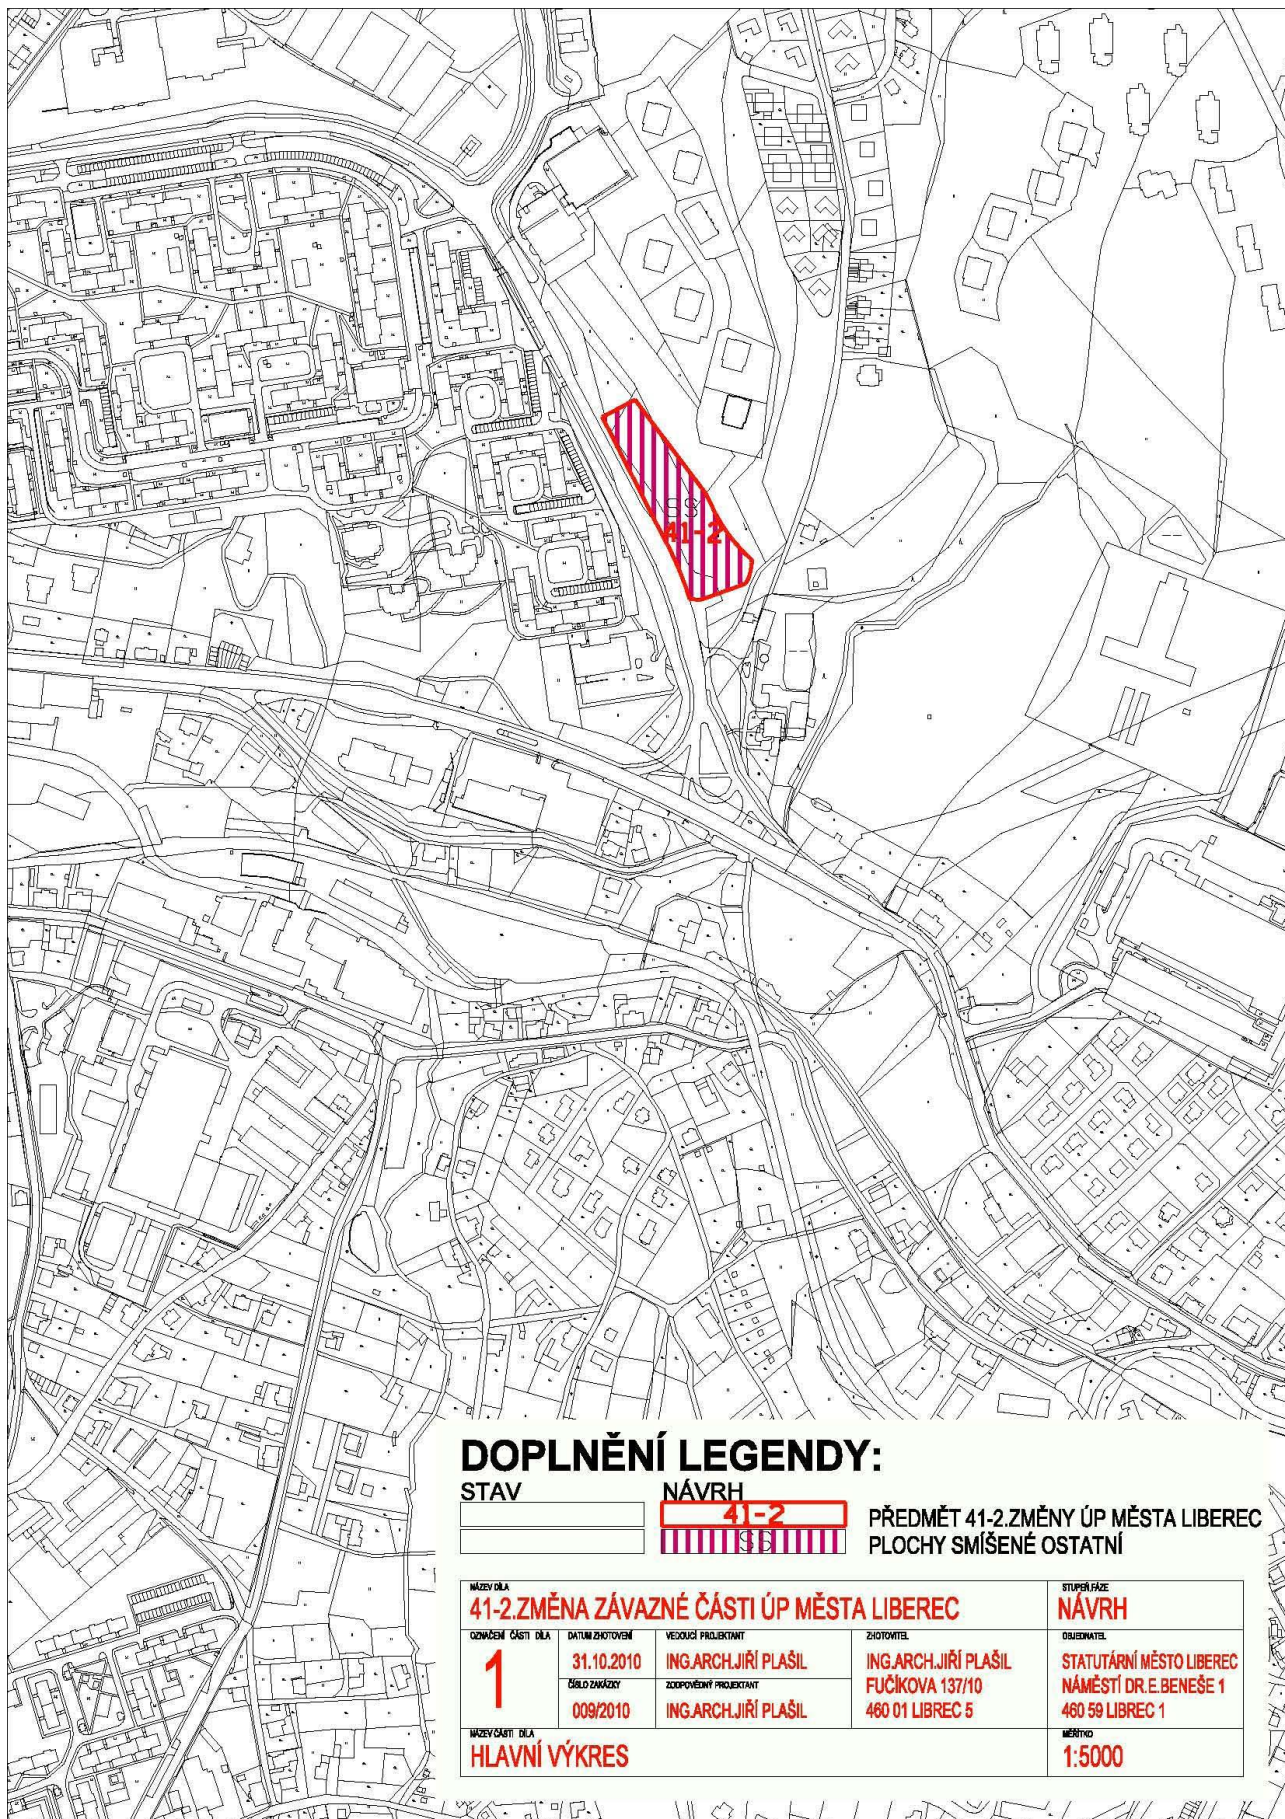 41-2
DOPLNĚNÍ LEGENDY:
STAV NÁVRH
41-2 PŘEDMĚT 41-2.ZMĚNY ÚP MĚSTA LIBEREC
PLOCHY SMÍŠENÉ OSTATNÍ
NÁZEV DÍLA
41-2.ZMĚNA ZÁVAZNÉ ČÁSTI ÚP MĚSTA LIBEREC
STUPEŇ,FÁZE
NÁVRH
OZNAČENÍ ČÁSTI DÍLA
1
DATUM ZHOTOVENÍ
31.10.2010
ČÍSLO ZAKÁZKY
009/2010
VEDOUCÍ PROJEKTANT
ING.ARCH.JIŘÍ PLAŠIL
ZODPOVĚDNÝ PROJEKTANT
ING.ARCH.JIŘÍ PLAŠIL
ZHOTOVITEL
ING.ARCH.JIŘÍ PLAŠIL
FUČÍKOVA 137/10
460 01 LIBREC 5
OBJEDNATEL
STATUTÁRNÍ MĚSTO LIBEREC
NÁMĚSTÍ DR.E.BENEŠE 1
460 59 LIBREC 1
NÁZEV ČÁSTI DÍLA
HLAVNÍ VÝKRES
MĚŘÍTKO
1:5000